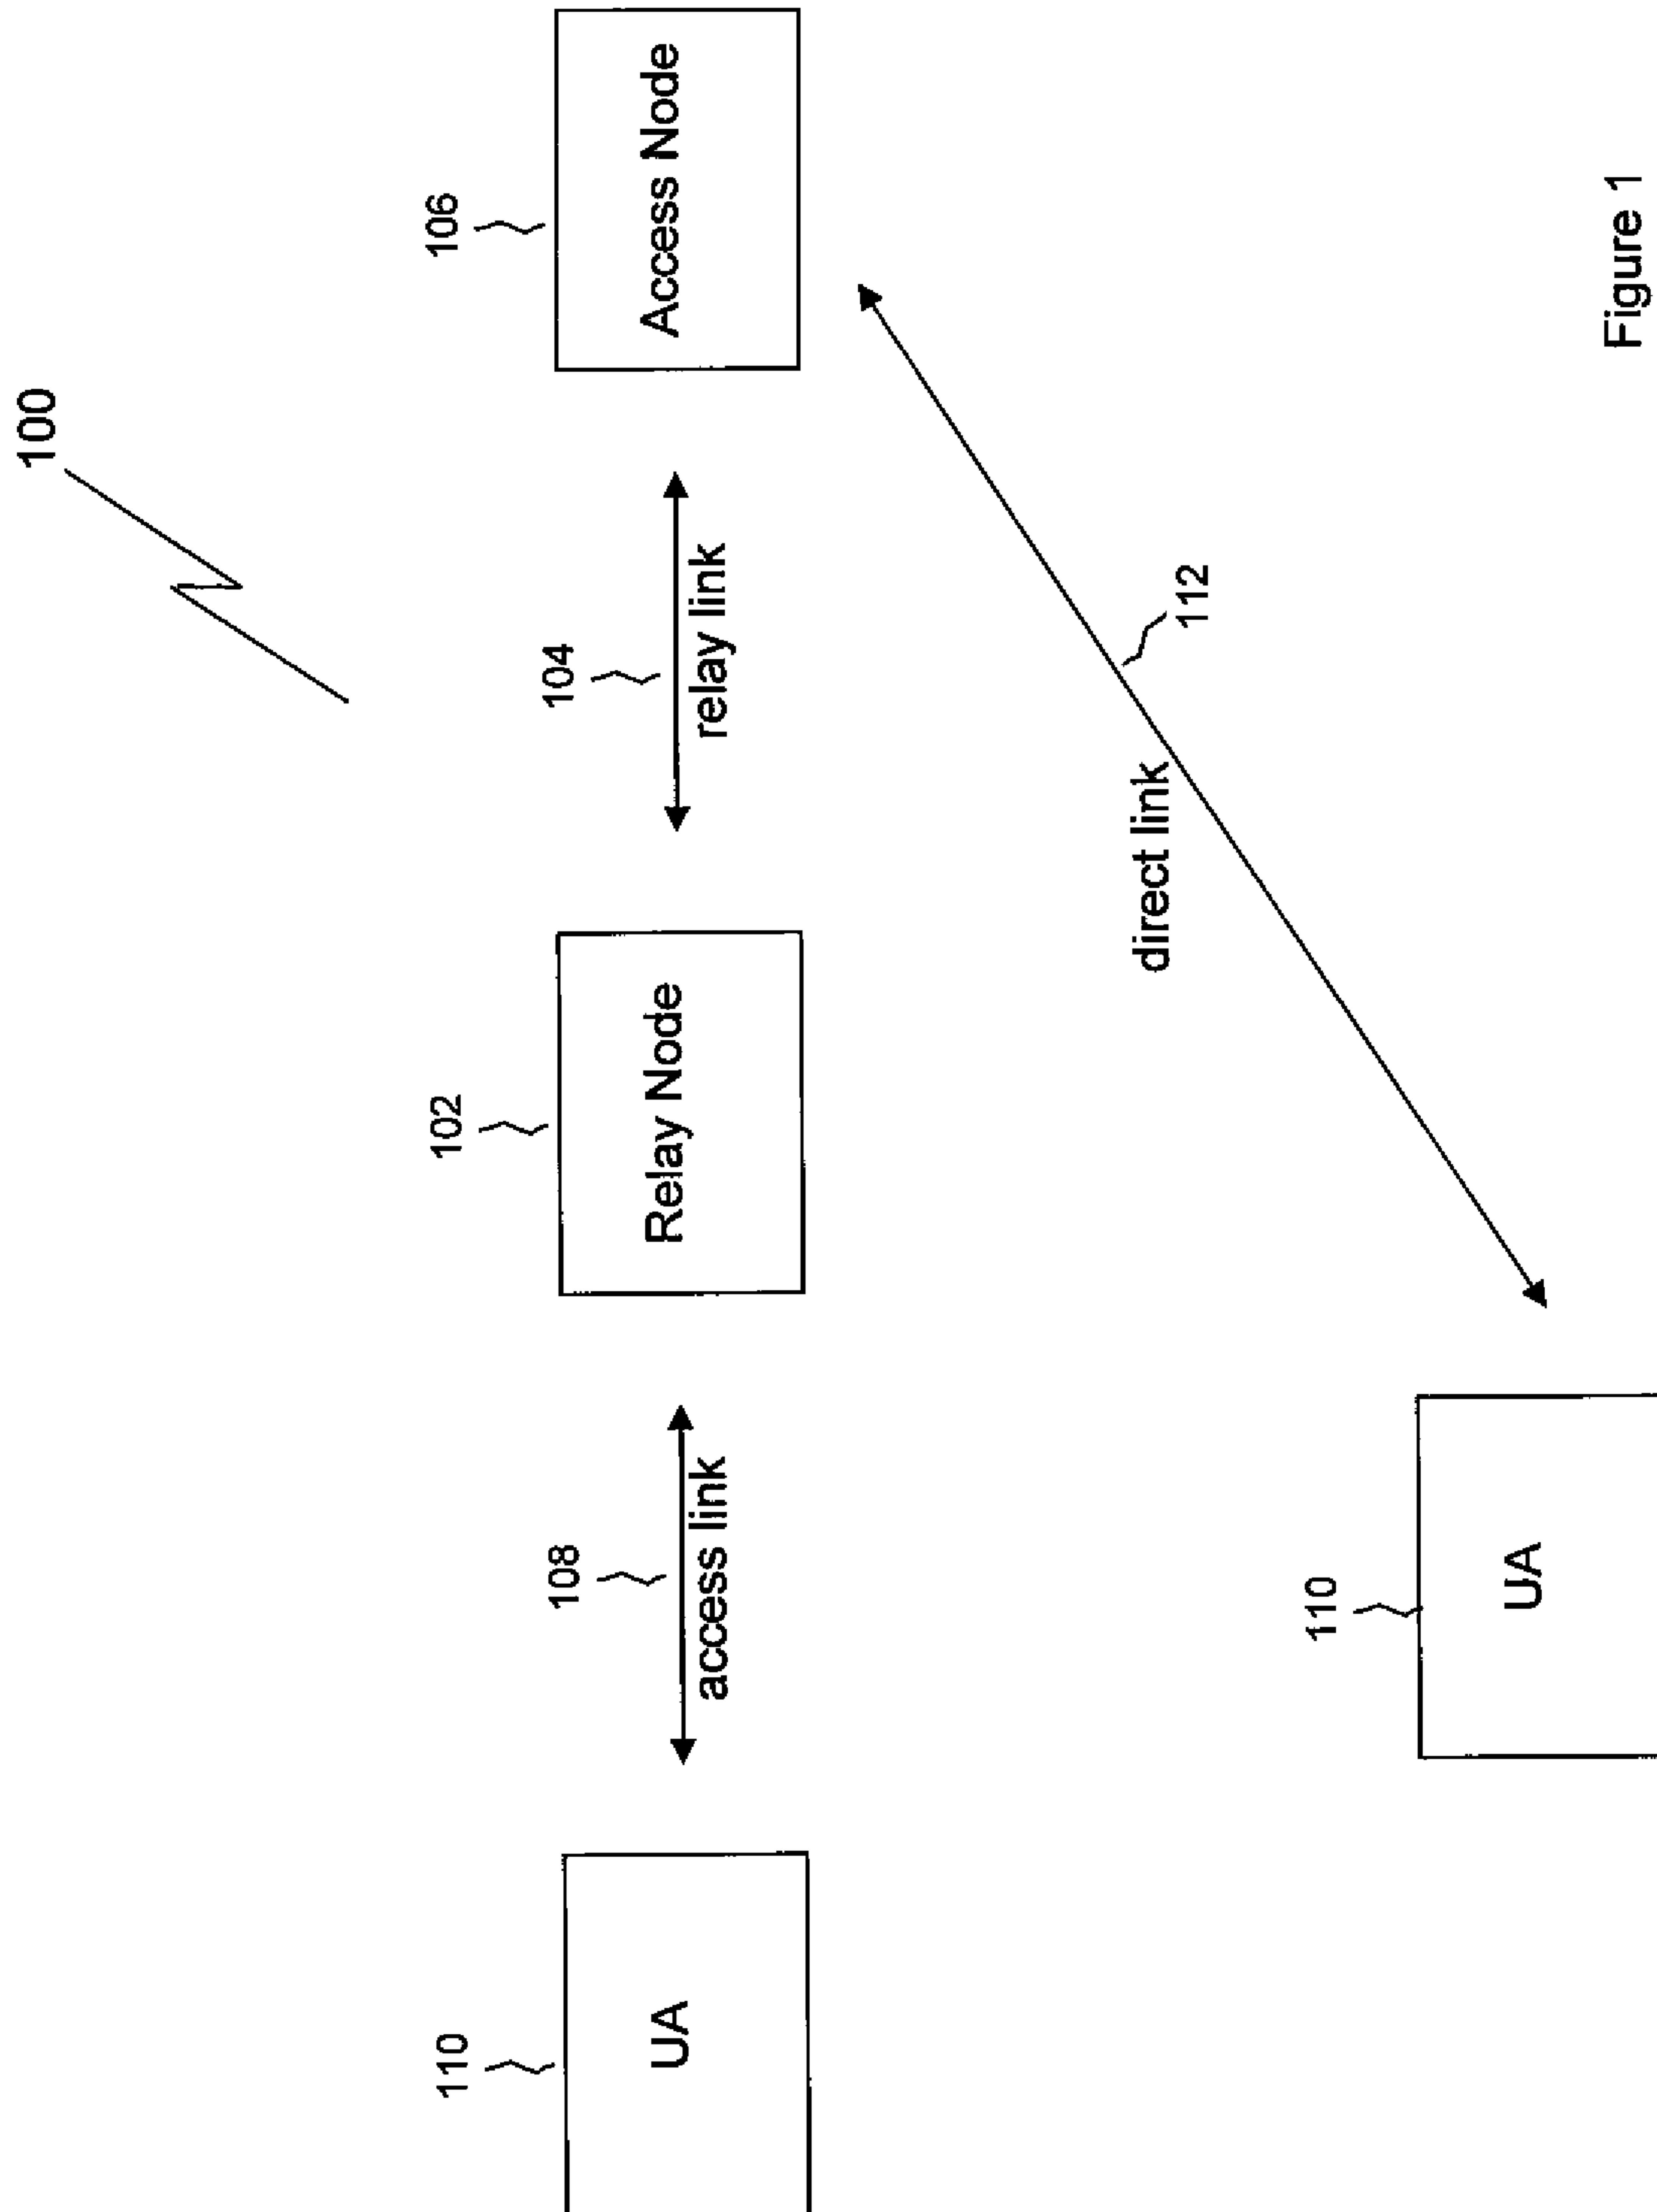 100
110
102
106
UA
Relay Node
Access Node
108
104
access link
relay link
direct link
112
110
UA
Figure 1